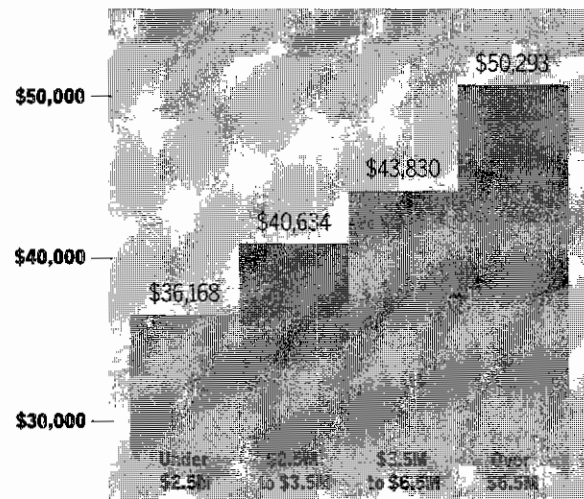 $50,293
$50,000
$43,830
$40,634
$40,000
$36,168
$30,000
Under
$2.5M
$2.5M
to $3.5M
$3.5M
to $6.5M
Over
$6.5M